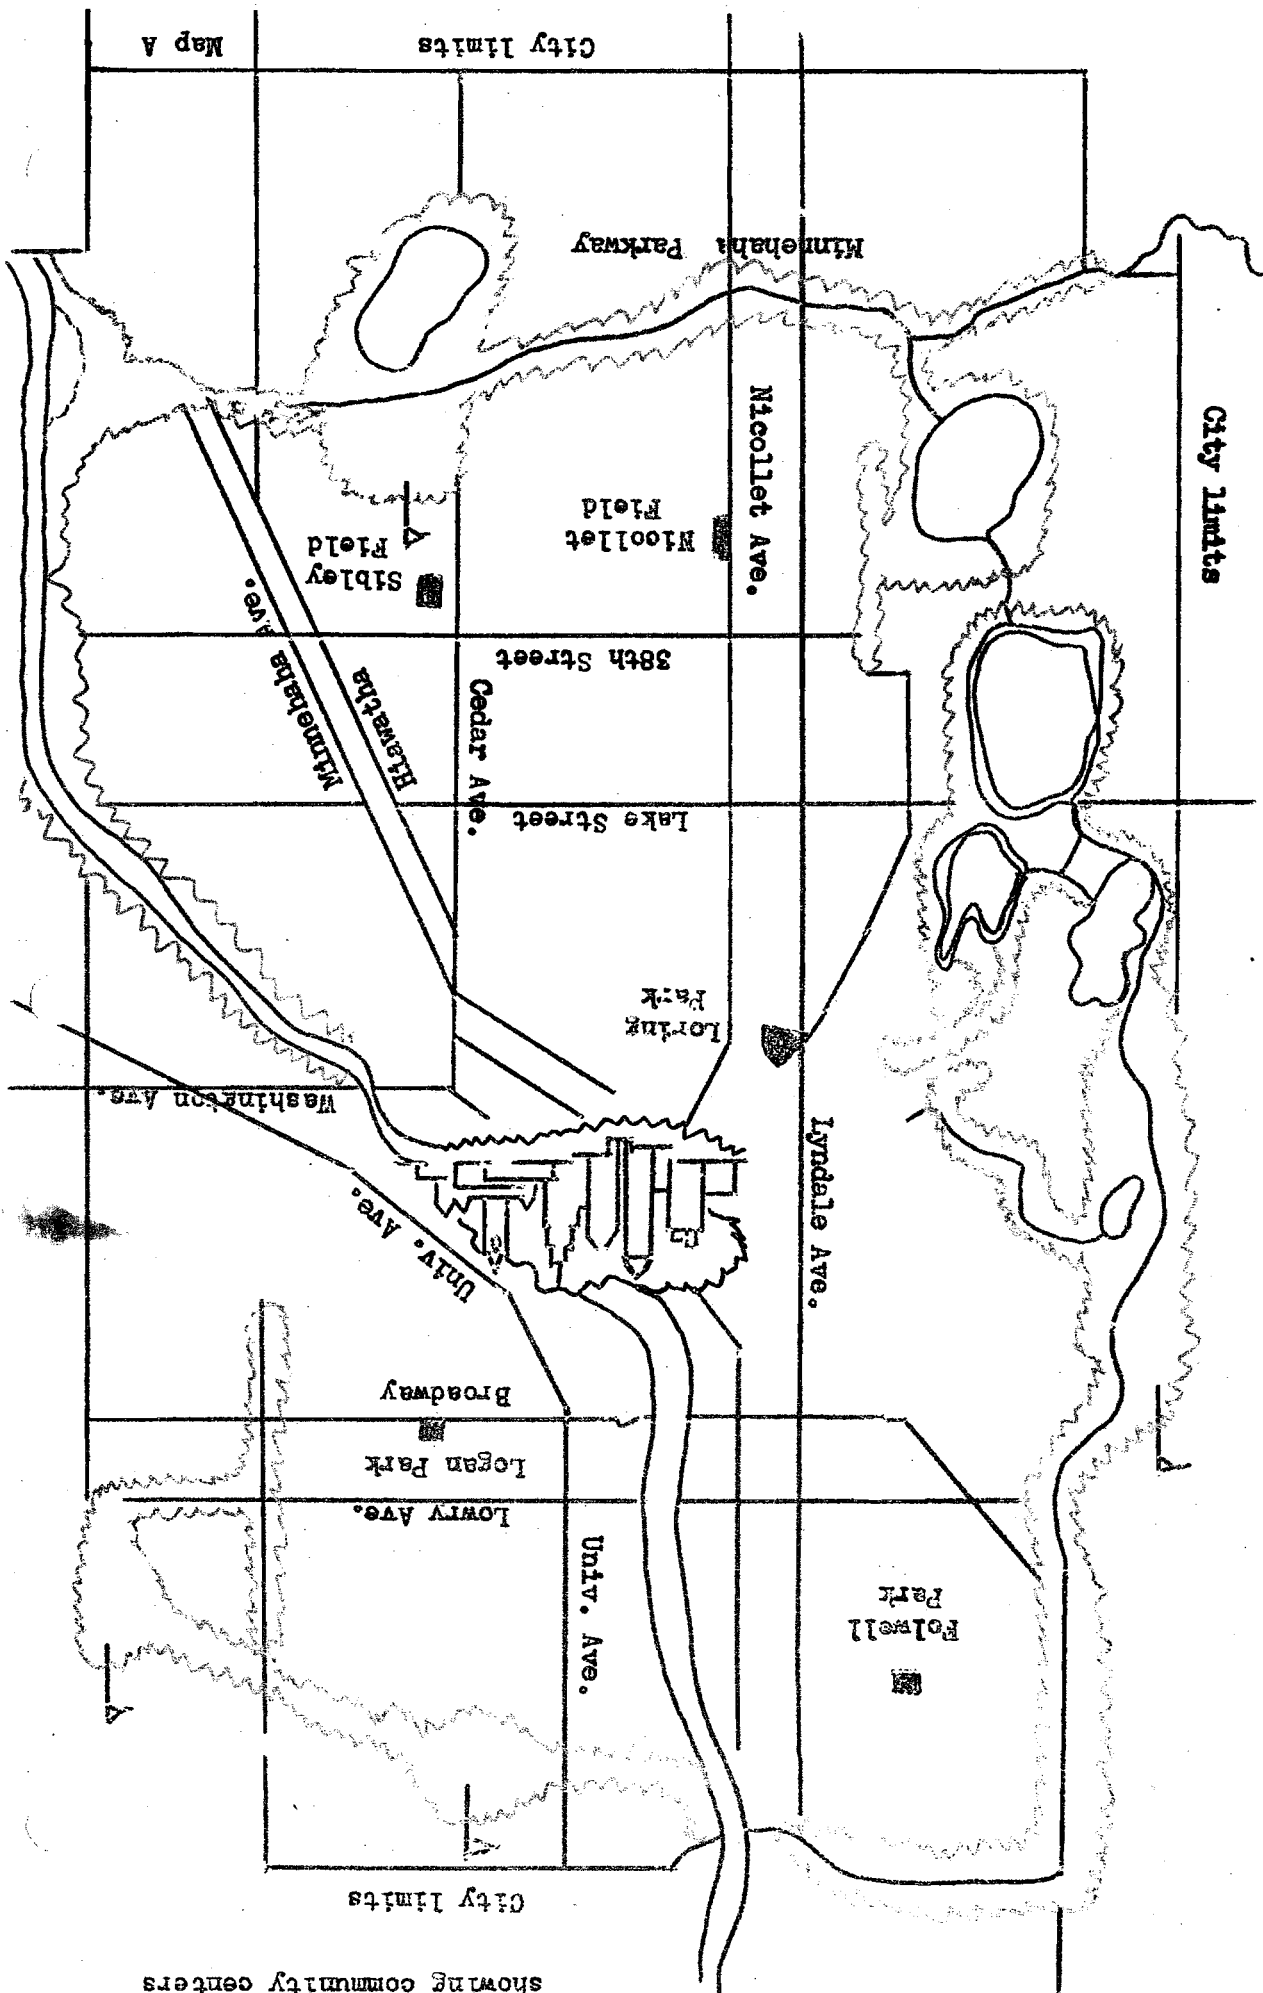 showing community centers
City limits
Folwell
Park
Univ. Ave.
Lowry Ave.
Logan Park
Broadway
Univ. Ave.
Lyndale Ave.
Washington Ave.
Loring
Park
Lake Street
Cedar Ave.
Hiawatha
Minnehaha Ave.
38th Street
Sibley
Field
Nicollet
Field
Nicollet Ave.
City limits
Minnehaha Parkway
City limits
Map A